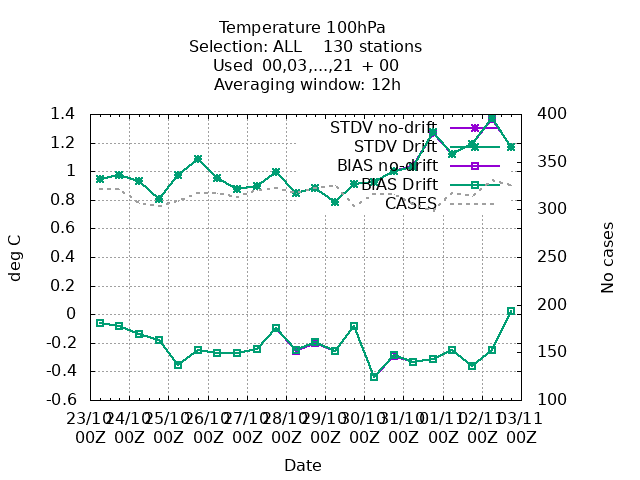 Temperature 100hPa
Selection: ALL    130 stations
Used  00,03,...,21  + 00
Averaging window: 12h
1.4
1.2
1
0.8
0.6
0.4
0.2
0
-0.2
-0.4
-0.6
deg C
400
350
300
250
200
150
100
No cases
STDV no-drift
STDV Drift
BIAS no-drift
BIAS Drift
CASES
23/10 24/10 25/10 26/10 27/10 28/10 29/10 30/10 31/10 01/11 02/11 03/11
00Z 00Z 00Z 00Z 00Z 00Z 00Z 00Z 00Z 00Z 00Z 00Z
Date